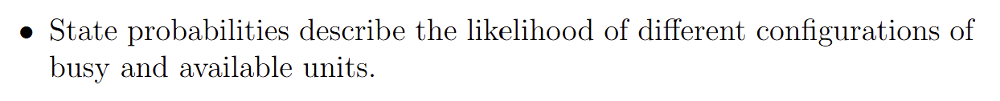 • State probabilities describe the likelihood of different configurations of
busy and available units.